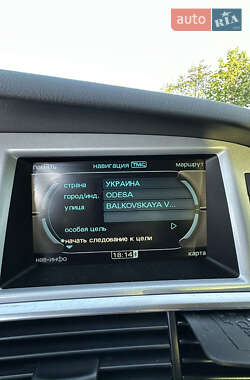 AUTO.RIA
память навигация TMC маршрут
страна УКРАИНА
город/инд. ODESA
улица BALKOVSKAYA V...
особая цель
начать следование к цели
нав-инфо 18:14 карта